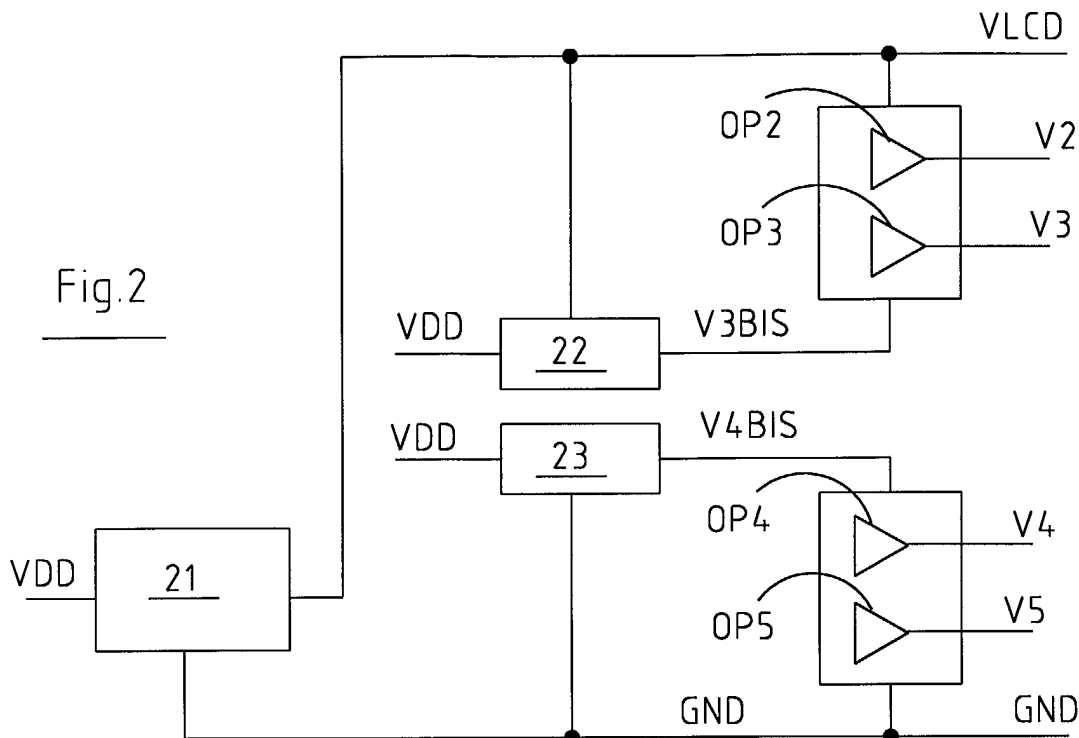 VLCD
OP2
V2
OP3
V3
Fig.2
VDD
22
V3BIS
VDD
23
V4BIS
OP4
V4
VDD
21
OP5
V5
GND
GND